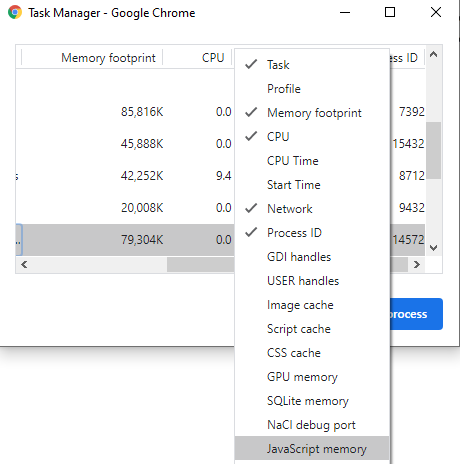 Task Manager - Google Chrome
Memory footprint CPU ess ID
85,816K 0.0 7392
45,888K 0.0 15432
s 42,252K 9.4 8712
20,008K 0.0 9432
... 79,304K 0.0 14572
process
Task
Profile
Memory footprint
CPU
CPU Time
Start Time
Network
Process ID
GDI handles
USER handles
Image cache
Script cache
CSS cache
GPU memory
SQLite memory
NaCl debug port
JavaScript memory